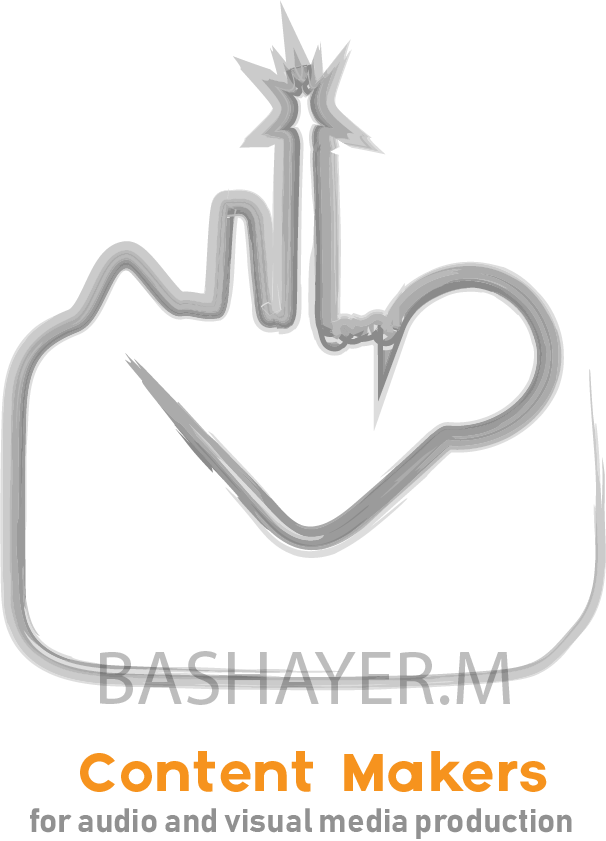 BASHAYER.M
Content Makers
for audio and visual media production